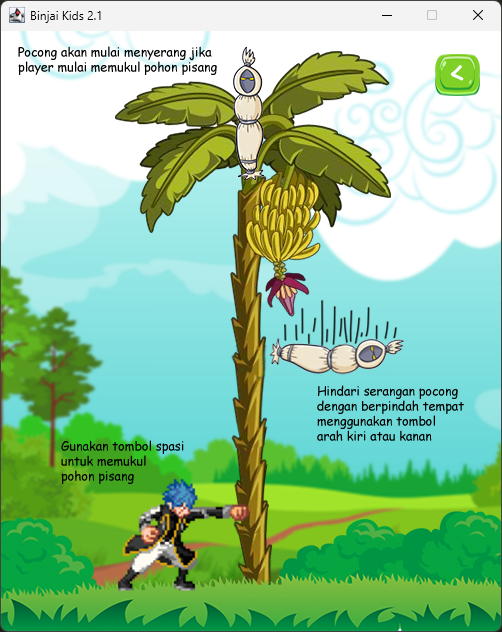 Binjai Kids 2.1
Pocong akan mulai menyerang jika
player mulai memukul pohon pisang
Hindari serangan pocong
dengan berpindah tempat
menggunakan tombol
arah kiri atau kanan
Gunakan tombol spasi
untuk memukul
pohon pisang